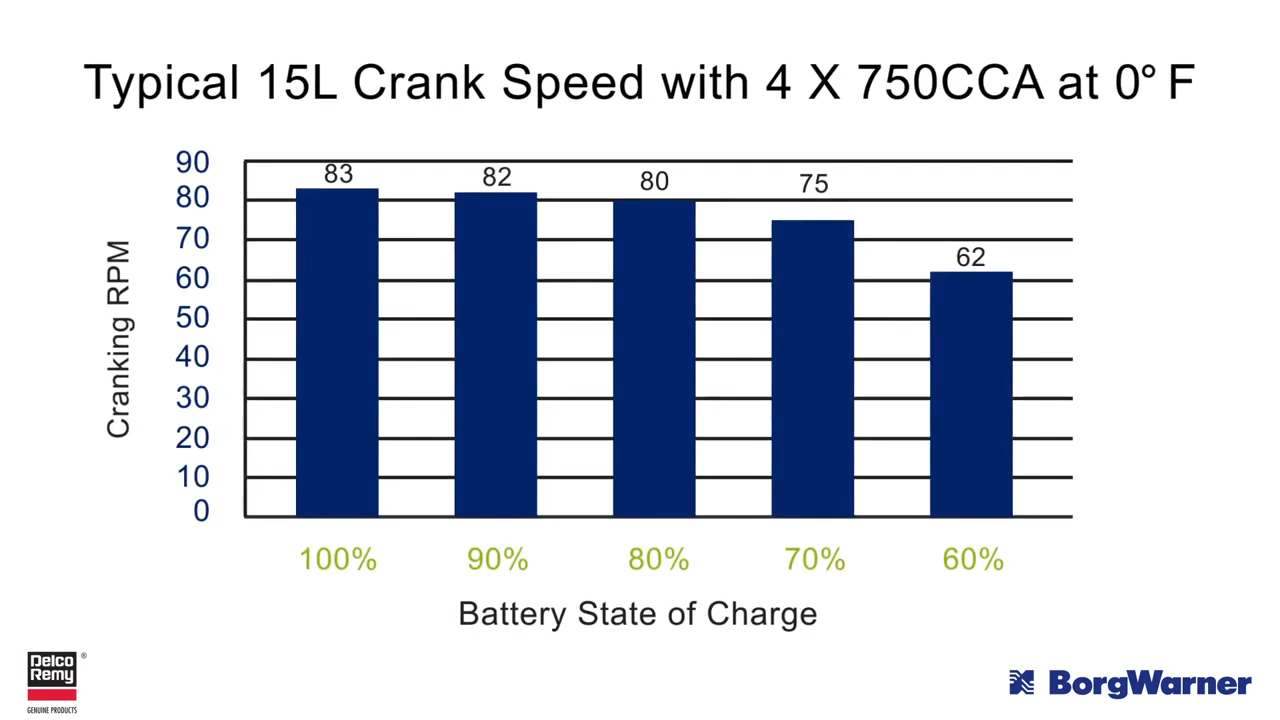 Typical 15L Crank Speed with 4 X 750CCA at 0° F
Cranking RPM
90
80
70
60
50
40
30
20
10
0
83
82
80
75
62
100% 90% 80% 70% 60%
Battery State of Charge
Delco
Remy ®
GENUINE PRODUCTS
BorgWarner